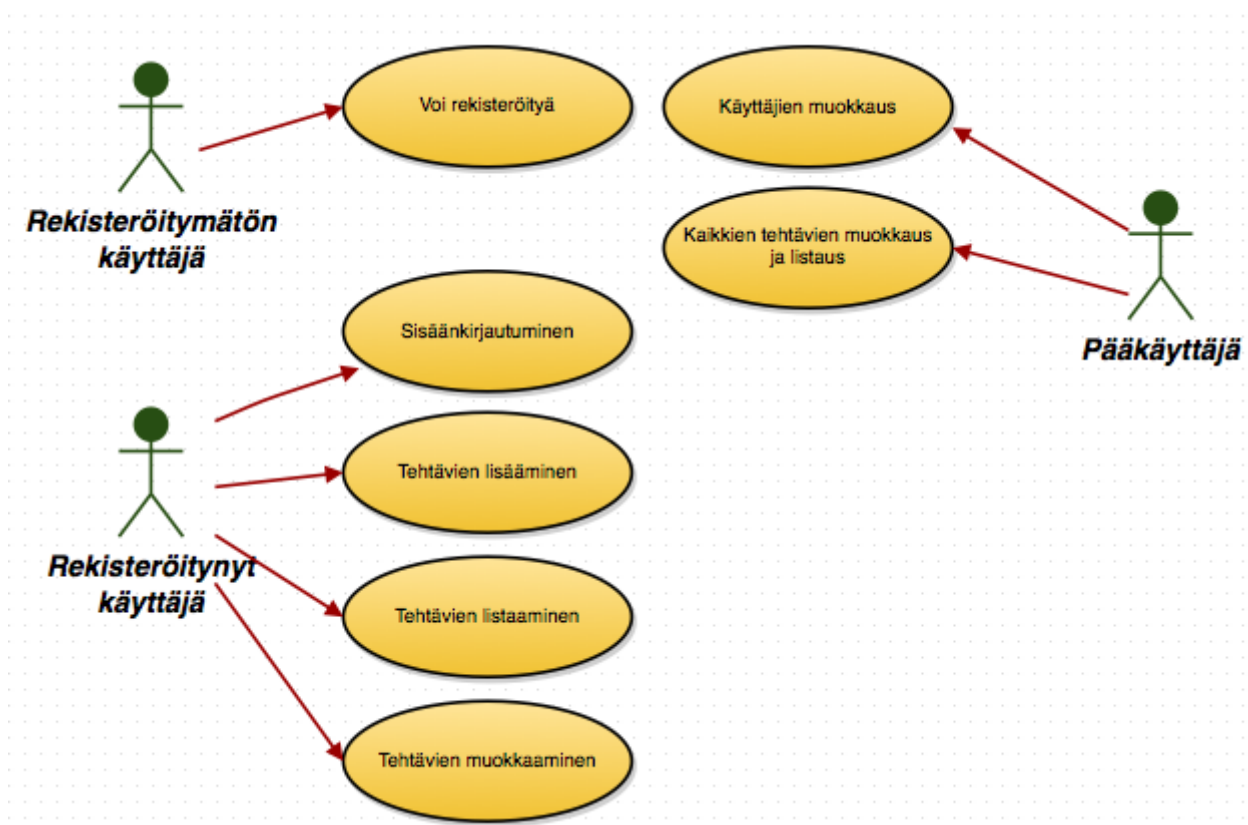 Voi rekisteröityä
Käyttäjien muokkaus
Rekisteröitymätön
käyttäjä
Kaikkien tehtävien muokkaus
ja listaus
Pääkäyttäjä
Sisäänkirjautuminen
Tehtävien lisääminen
Rekisteröitynyt
käyttäjä
Tehtävien listaaminen
Tehtävien muokkaaminen